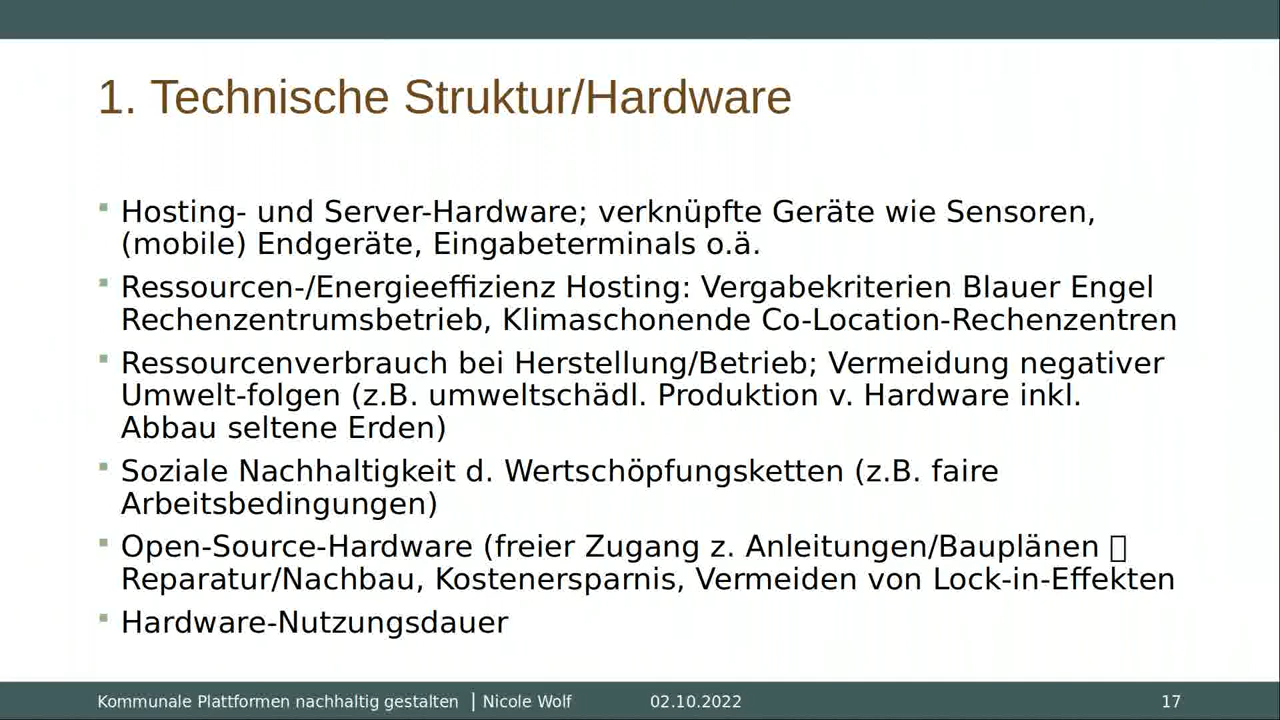 1. Technische Struktur/Hardware
Hosting- und Server-Hardware; verknüpfte Geräte wie Sensoren,
(mobile) Endgeräte, Eingabeterminals o.ä.
Ressourcen-/Energieeffizienz Hosting: Vergabekriterien Blauer Engel
Rechenzentrumsbetrieb, Klimaschonende Co-Location-Rechenzentren
Ressourcenverbrauch bei Herstellung/Betrieb; Vermeidung negativer
Umwelt-folgen (z.B. umweltschädl. Produktion v. Hardware inkl.
Abbau seltene Erden)
Soziale Nachhaltigkeit d. Wertschöpfungsketten (z.B. faire
Arbeitsbedingungen)
Open-Source-Hardware (freier Zugang z. Anleitungen/Bauplänen
Reparatur/Nachbau, Kostenersparnis, Vermeiden von Lock-in-Effekten
Hardware-Nutzungsdauer
Kommunale Plattformen nachhaltig gestalten | Nicole Wolf 02.10.2022 17